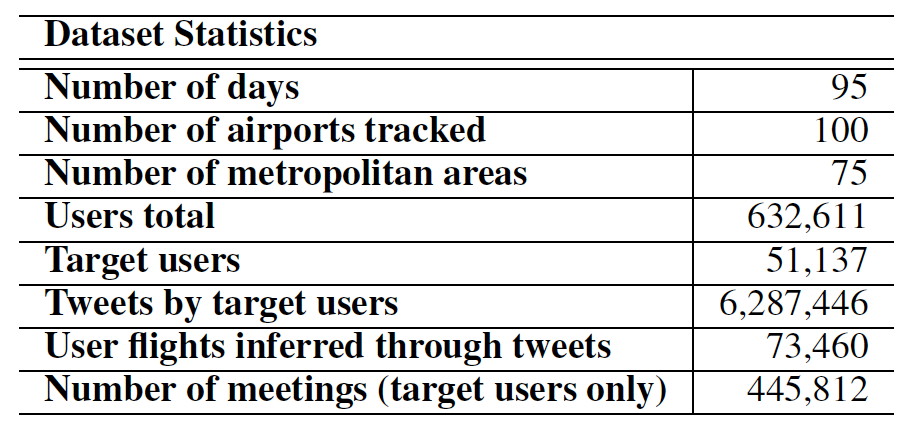 Dataset Statistics
Number of days 95
Number of airports tracked 100
Number of metropolitan areas 75
Users total 632,611
Target users 51,137
Tweets by target users 6,287,446
User flights inferred through tweets 73,460
Number of meetings (target users only) 445,812